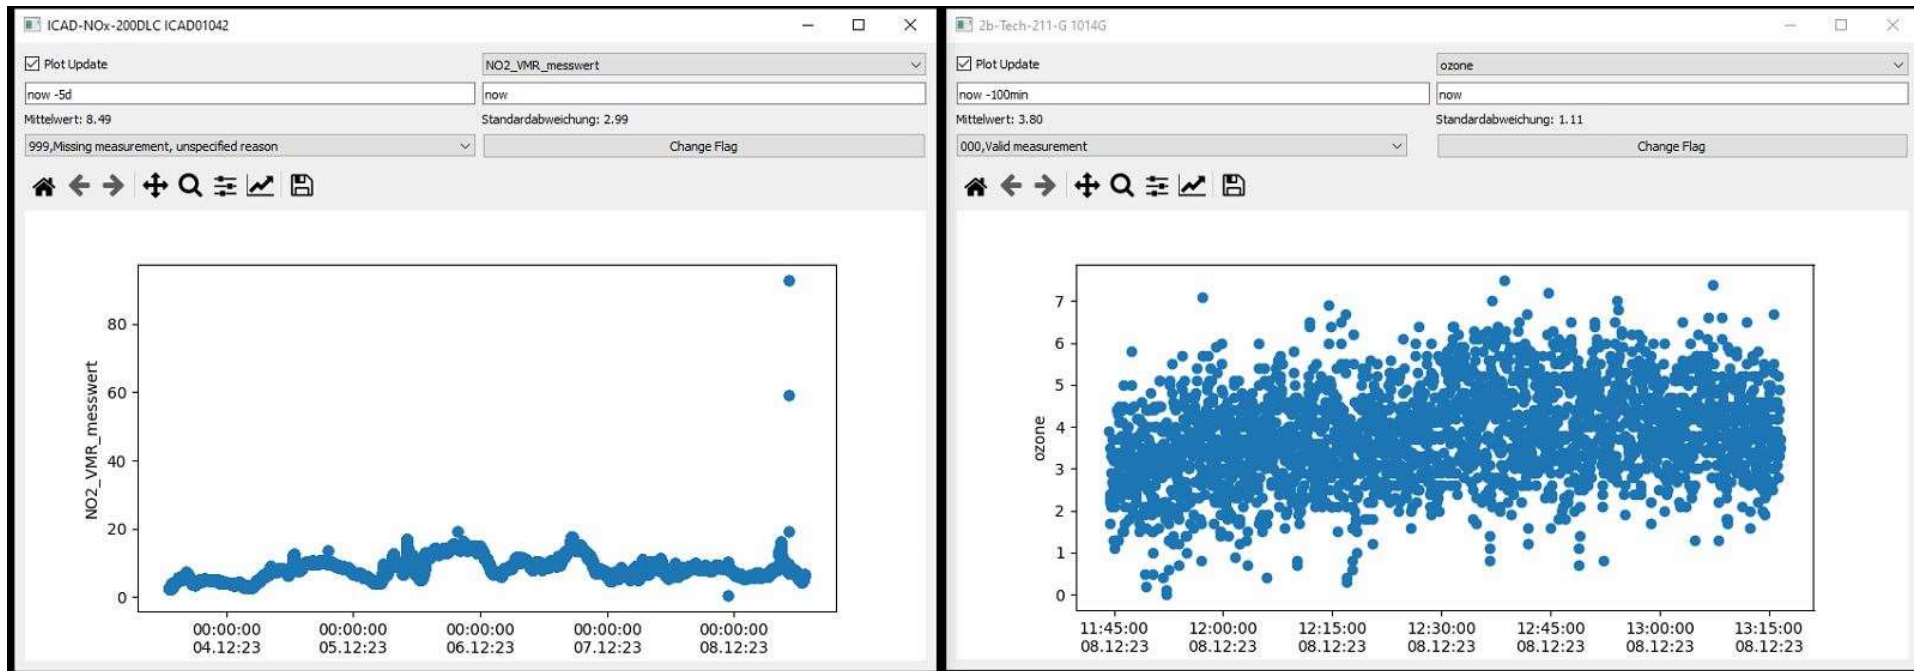 ICAD-NOx-200DLC ICAD01042
Plot Update
NO2_VMR_messwert
now -5d
now
Mittelwert: 8.49
Standardabweichung: 2.99
999,Missing measurement, unspecified reason
Change Flag
NO2_VMR_messwert
80
60
40
20
0
00:00:00 00:00:00 00:00:00 00:00:00 00:00:00
04.12.23 05.12.23 06.12.23 07.12.23 08.12.23
2b-Tech-211-G 1014G
Plot Update
ozone
now -100min
now
Mittelwert: 3.80
Standardabweichung: 1.11
000,Valid measurement
Change Flag
ozone
7
6
5
4
3
2
1
0
11:45:00 12:00:00 12:15:00 12:30:00 12:45:00 13:00:00 13:15:00
08.12:23 08.12:23 08.12:23 08.12:23 08.12:23 08.12:23 08.12:23